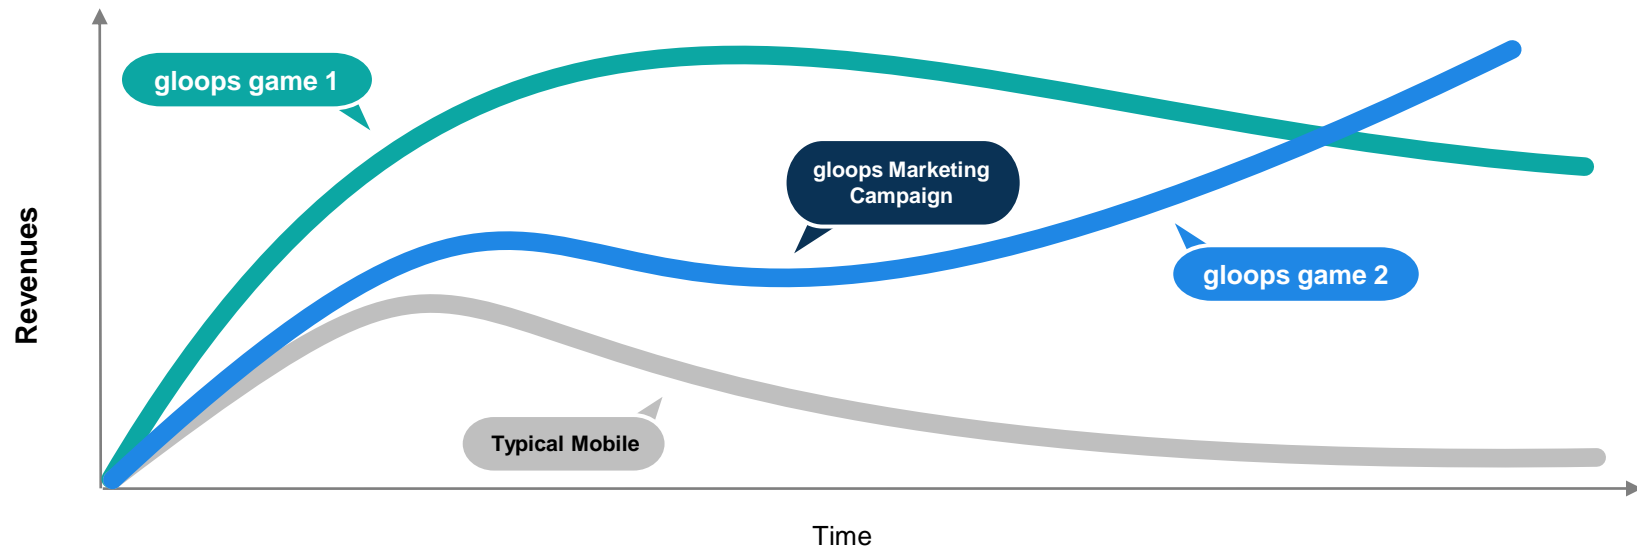 gloops game 1
gloops Marketing
Campaign
Revenues
gloops game 2
Typical Mobile
Time